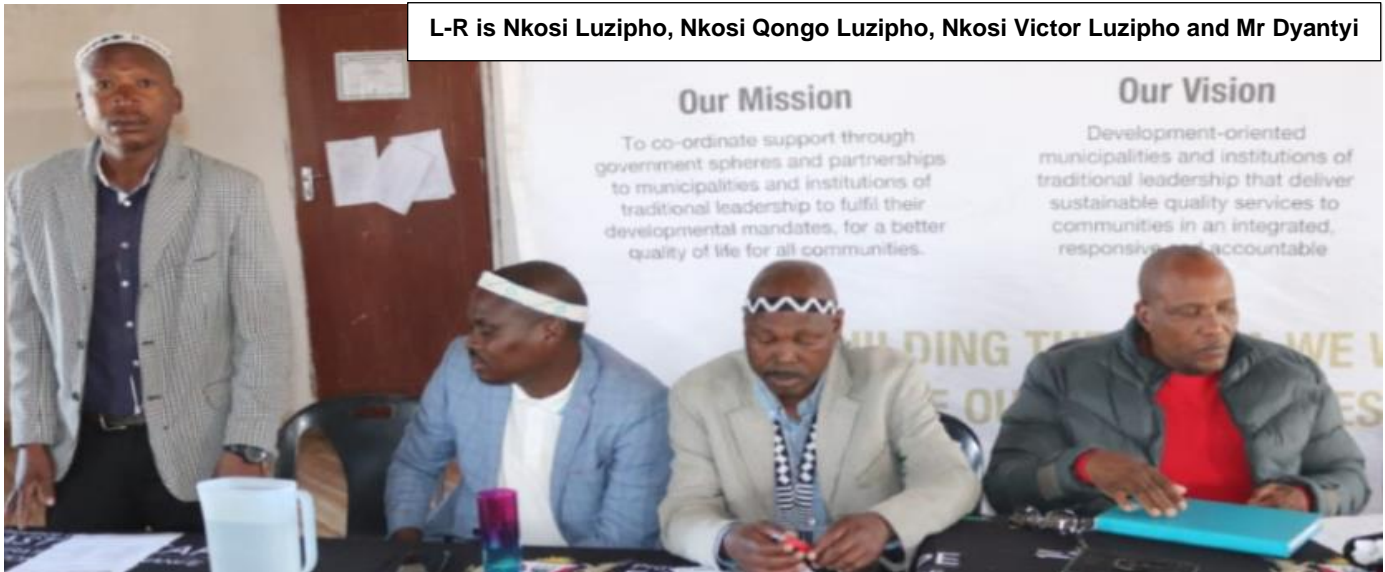 L-R is Nkosi Luzipho, Nkosi Qongo Luzipho, Nkosi Victor Luzipho and Mr Dyantyi
Our Mission
To co-ordinate support through
government spheres and partnerships
to municipalities and institutions of
traditional leadership to fulfil their
developmental mandates, for a better
quality of life for all communities.
Our Vision
Development-oriented
municipalities and institutions of
traditional leadership that deliver
sustainable quality services to
communities in an integrated,
responsive and accountable
WE